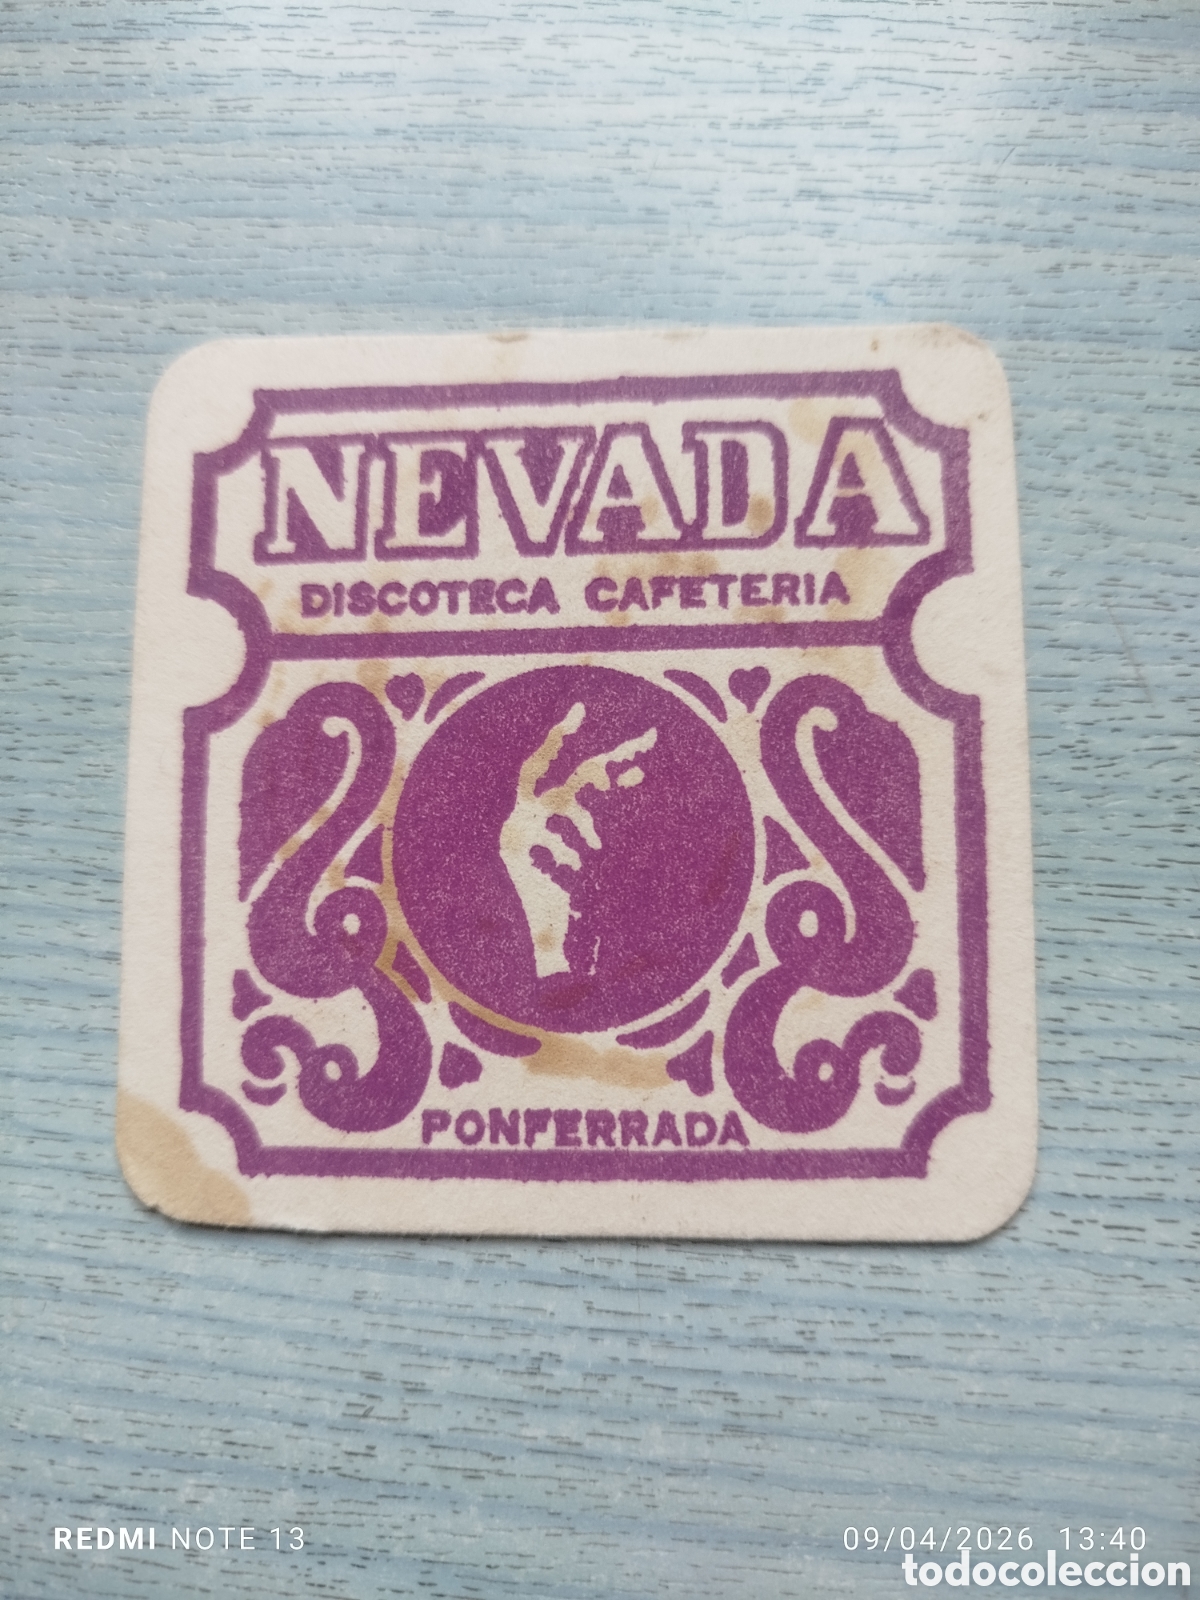 NEVADA
DISCOTECA CAFETERIA
PONFERRADA
REDMI NOTE 13
09/04/2026 13:40
todocoleccion